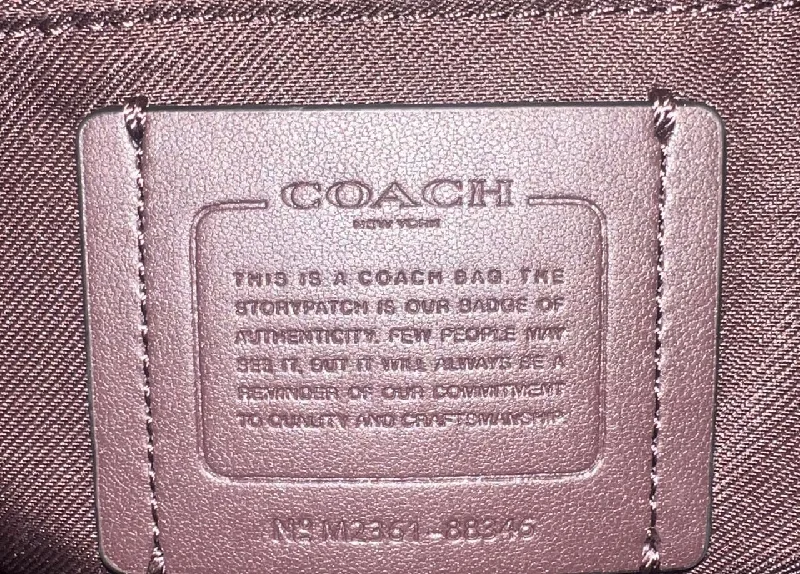 COACH
NEW YORK
THIS IS A COACH BAG. THE
STORYPATCH IS OUR BADGE OF
AUTHENTICITY. FEW PEOPLE MAY
SEE IT, BUT IT WILL ALWAYS BE A
REMINDER OF OUR COMMITMENT
TO QUALITY AND CRAFTSMANSHIP.
Nº M2361-88346